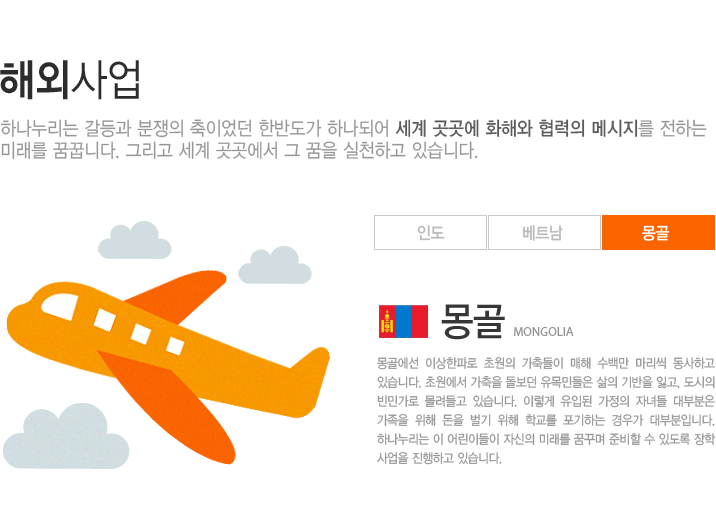 해외사업
하나누리는 갈등과 분쟁의 축이었던 한반도가 하나되어 세계 곳곳에 화해와 협력의 메시지를 전하는
미래를 꿈꿉니다. 그리고 세계 곳곳에서 그 꿈을 실천하고 있습니다.
인도 베트남 몽골
몽골 MONGOLIA
몽골에선 이상한파로 초원의 가축들이 매해 수백만 마리씩 동사하고
있습니다. 초원에서 가축을 돌보던 유목민들은 삶의 기반을 잃고, 도시의
빈민가로 몰려들고 있습니다. 이렇게 유입된 가정의 자녀들 대부분은
가족을 위해 돈을 벌기 위해 학교를 포기하는 경우가 대부분입니다.
하나누리는 이 어린이들이 자신의 미래를 꿈꾸며 준비할 수 있도록 장학
사업을 진행하고 있습니다.